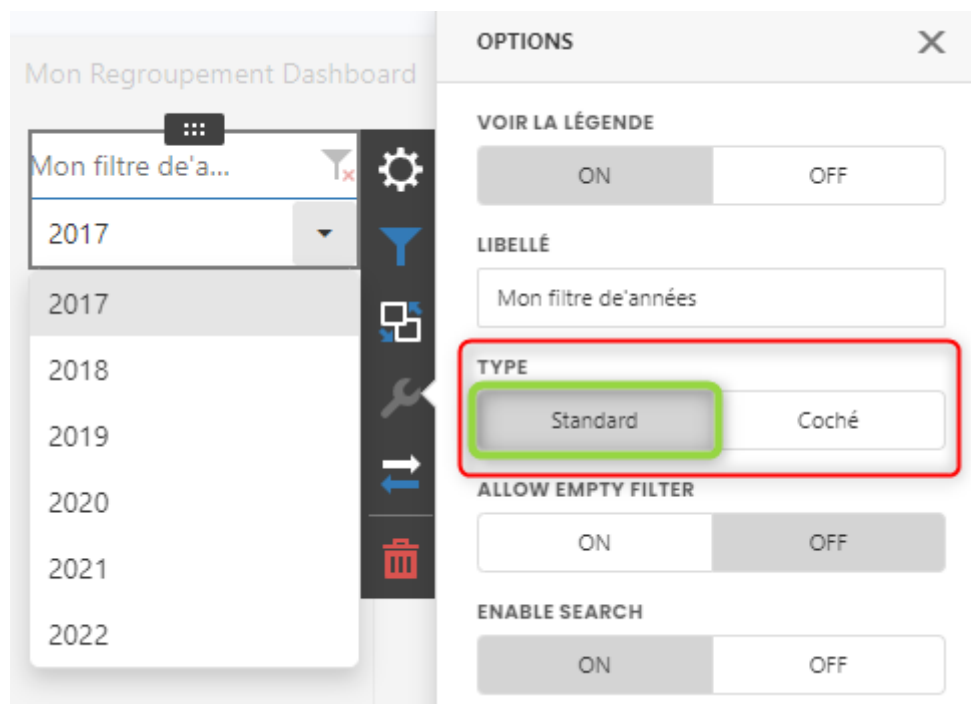 Mon Regroupement Dashboard
Mon filtre de'a...
2017
2017
2018
2019
2020
2021
2022
OPTIONS
VOIR LA LÉGENDE
ON OFF
LIBELLÉ
Mon filtre de'années
TYPE
Standard Coché
ALLOW EMPTY FILTER
ON OFF
ENABLE SEARCH
ON OFF